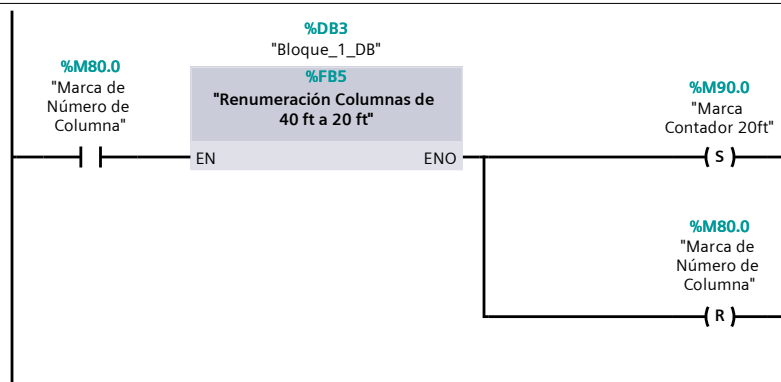 %DB3
"Bloque_1_DB"
%M80.0
"Marca de
Número de
Columna"
%FB5
"Renumeración Columnas de
40 ft a 20 ft"
EN
ENO
%M90.0
"Marca
Contador 20ft"
S
%M80.0
"Marca de
Número de
Columna"
R